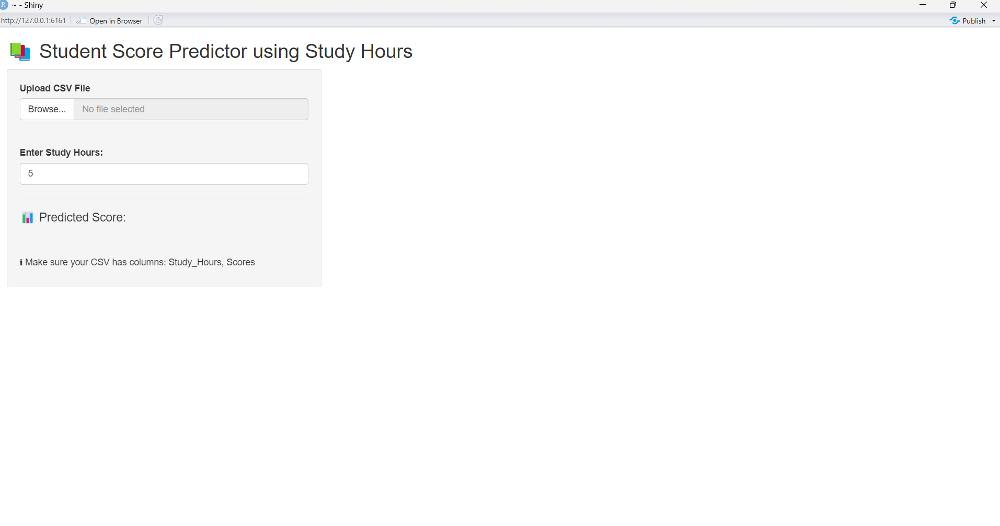 R ~ - Shiny
http://127.0.0.1:6161 Open in Browser Publish
Student Score Predictor using Study Hours
Upload CSV File
Browse... No file selected
Enter Study Hours:
5
Predicted Score:
ℹ Make sure your CSV has columns: Study_Hours, Scores